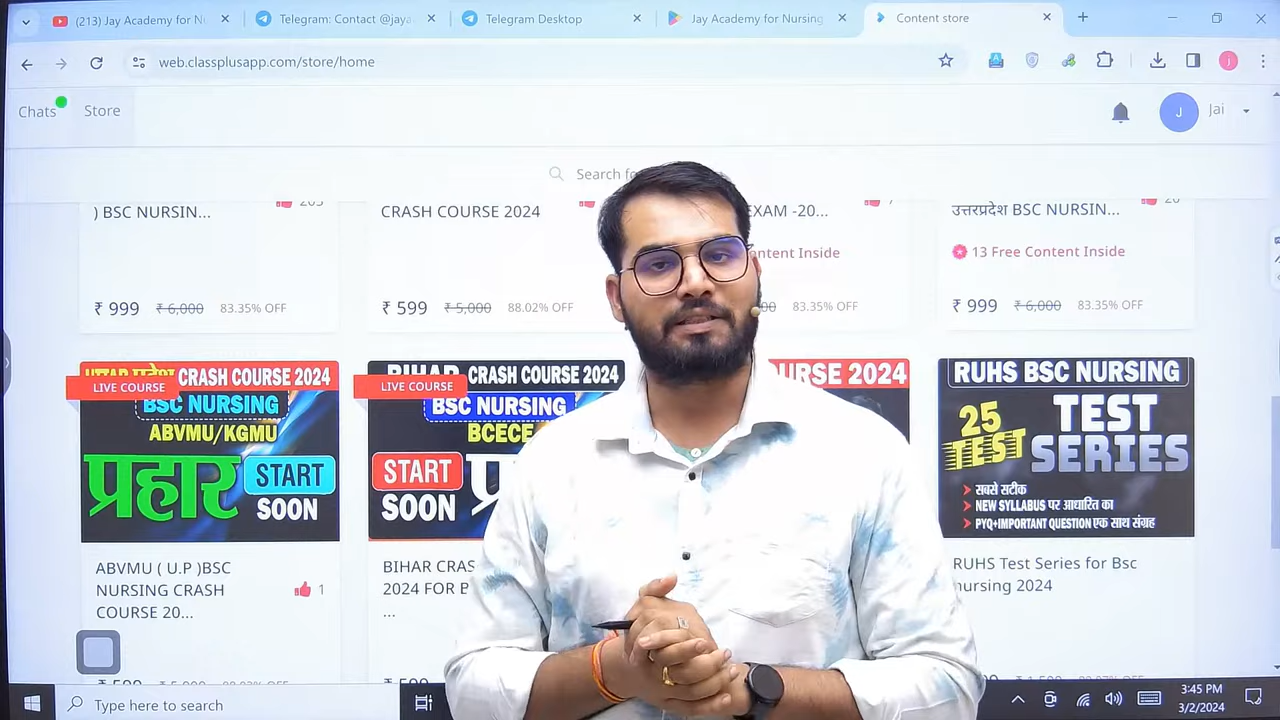 (213) Jay Academy for Nu
Telegram: Contact @jaya
Telegram Desktop
Jay Academy for Nursing
Content store
web.classplusapp.com/store/home
J
Chats
Store
J
Jai
Search fo
) BSC NURSIN...
CRASH COURSE 2024
EXAM -20...
उत्तरप्रदेश BSC NURSIN...
ntent Inside
13 Free Content Inside
₹ 999 ₹ 6,000 83.35% OFF
₹ 599 ₹ 5,000 88.02% OFF
83.35% OFF
₹ 999 ₹ 6,000 83.35% OFF
LIVE COURSE
CRASH COURSE 2024
BSC NURSING
ABVMU/KGMU
प्रहार
START
SOON
LIVE COURSE
BIHAR CRASH COURSE 2024
BSC NURSING
BCECE
START
SOON
प्र
URSE 2024
RUHS BSC NURSING
25
TEST
TEST
SERIES
सबसे सटीक
NEW SYLLABUS पर आधारित का
PYQ+IMPORTANT QUESTION एक साथ संग्रह
ABVMU ( U.P )BSC
NURSING CRASH
COURSE 20...
1
BIHAR CRAS
2024 FOR B
...
RUHS Test Series for Bsc
nursing 2024
Type here to search
3:45 PM
3/2/2024